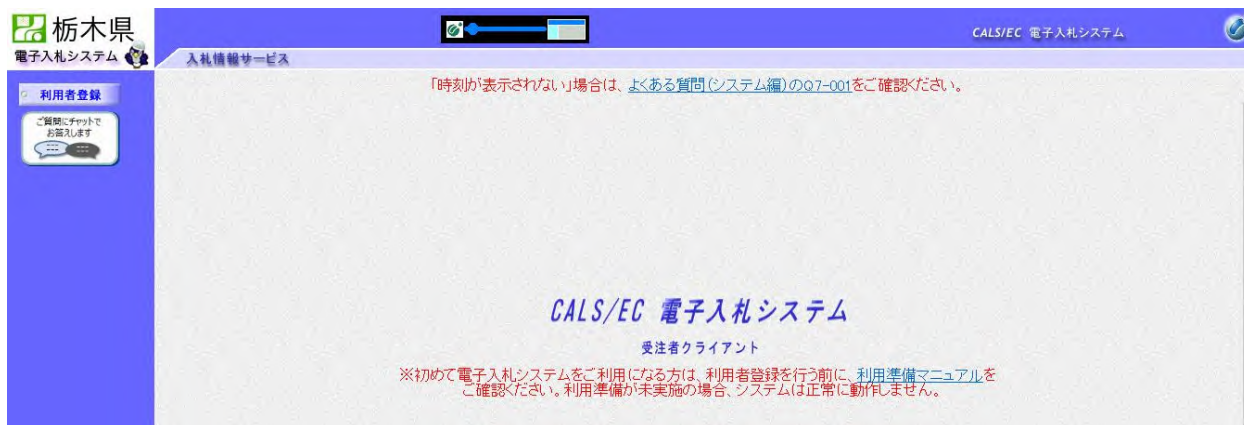 栃木県
電子入札システム
CALS/EC 電子入札システム
入札情報サービス
利用者登録
ご質問にチャットで
お答えします
「時刻が表示されない」場合は、よくある質問(システム編)のQ7-001をご確認ください。
CALS/EC 電子入札システム
受注者クライアント
※初めて電子入札システムをご利用になる方は、利用者登録を行う前に、利用準備マニュアルを
ご確認ください。利用準備が未実施の場合、システムは正常に動作しません。